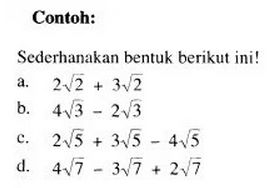 Contoh:
Sederhanakan bentuk berikut ini!
a. 2√2 + 3√2
b. 4√3 − 2√3
c. 2√5 + 3√5 − 4√5
d. 4√7 − 3√7 + 2√7